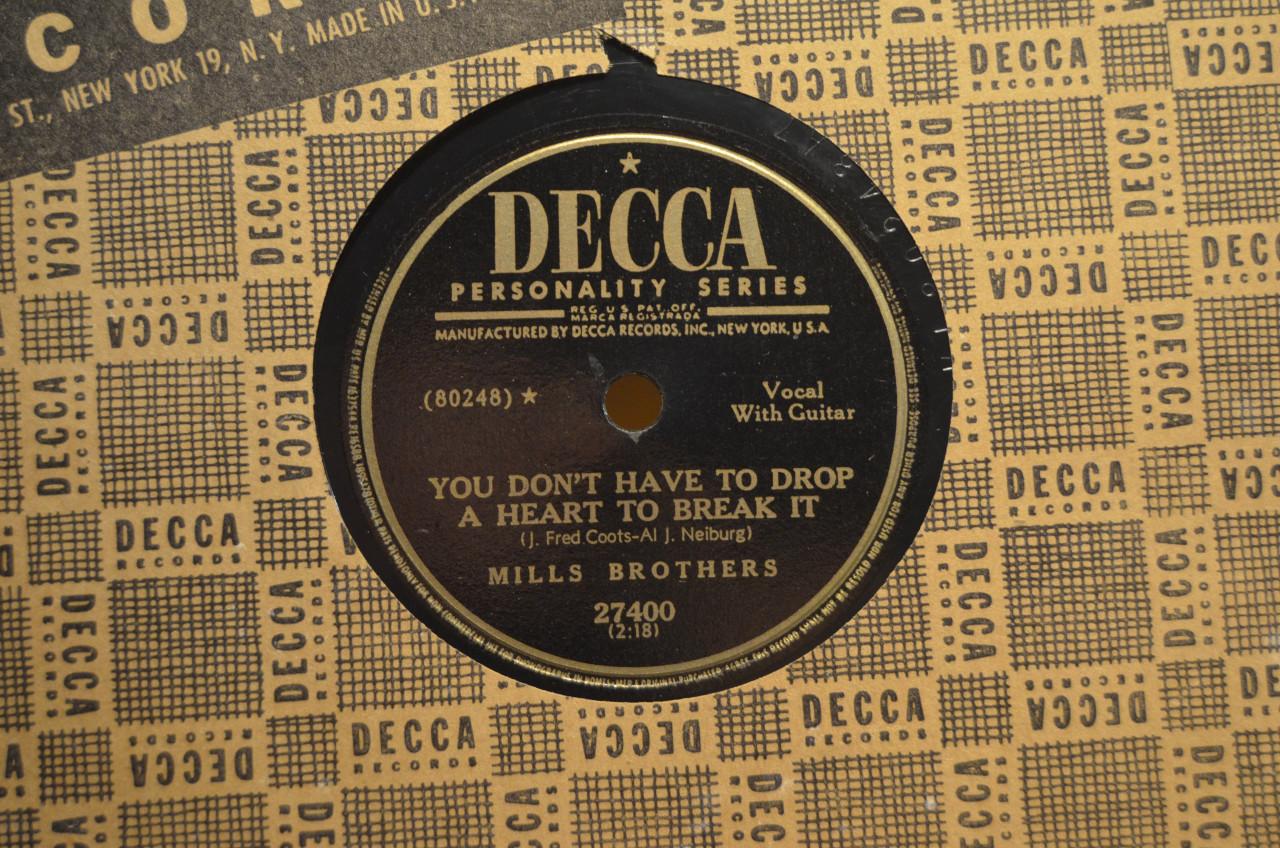 ST., NEW YORK 19, N. Y. MADE IN U. S. A.
DECCA
RECORDS
DECCA
PERSONALITY SERIES
REG. U.S. PAT. OFF.
MARCA REGISTRADA
MANUFACTURED BY DECCA RECORDS, INC., NEW YORK, U.S.A
(80248) ★
Vocal
With Guitar
YOU DON'T HAVE TO DROP
A HEART TO BREAK IT
(J. Fred Coots-Al J. Neiburg)
MILLS BROTHERS
27400
(2:18)